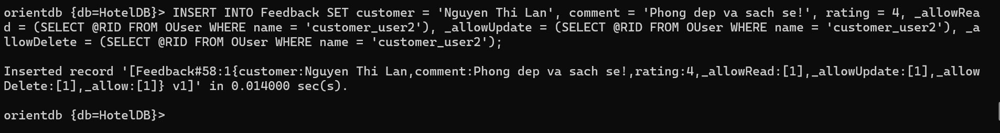 orientdb {db=HotelDB}> INSERT INTO Feedback SET customer = 'Nguyen Thi Lan', comment = 'Phong dep va sach se!', rating = 4, _allowRea
d = (SELECT @RID FROM OUser WHERE name = 'customer_user2'), _allowUpdate = (SELECT @RID FROM OUser WHERE name = 'customer_user2'), _a
llowDelete = (SELECT @RID FROM OUser WHERE name = 'customer_user2');
Inserted record '[Feedback#58:1{customer:Nguyen Thi Lan,comment:Phong dep va sach se!,rating:4,_allowRead:[1],_allowUpdate:[1],_allow
Delete:[1],_allow:[1]} v1]' in 0.014000 sec(s).
orientdb {db=HotelDB}>